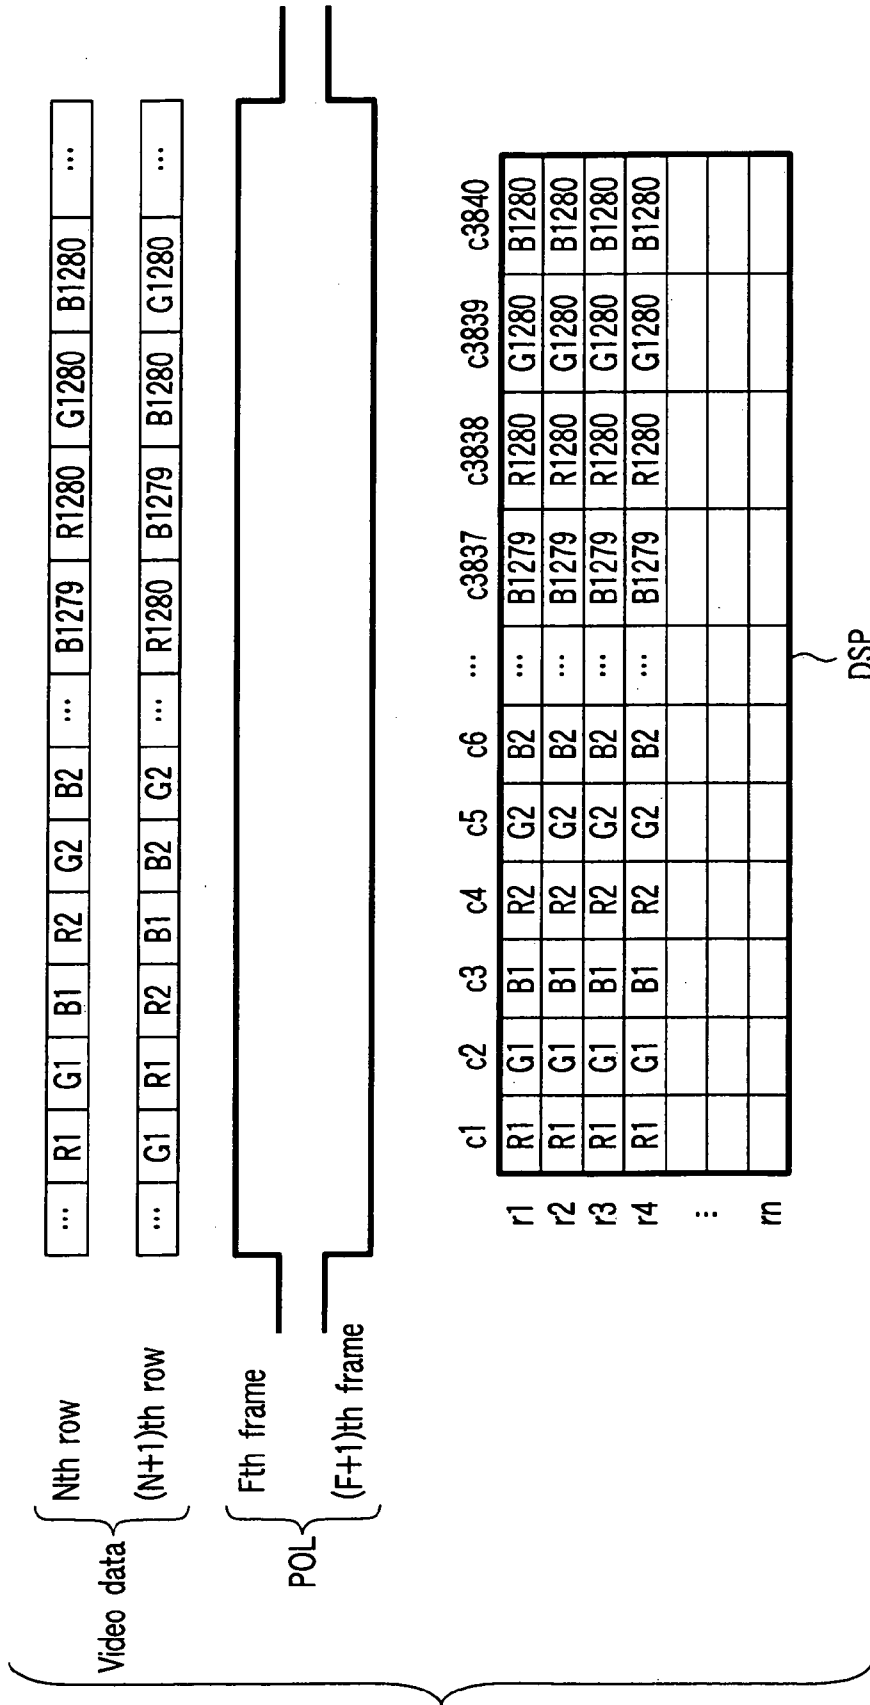 Video data
Nth row
... R1 G1 B1 R2 G2 B2 ... B1279 R1280 G1280 B1280 ...
(N+1)th row
... G1 R1 R2 B1 B2 G2 ... R1280 B1279 B1280 G1280 ...
POL
Fth frame
(F+1)th frame
c1 c2 c3 c4 c5 c6 ... c3837 c3838 c3839 c3840
r1 R1 G1 B1 R2 G2 B2 ... B1279 R1280 G1280 B1280
r2 R1 G1 B1 R2 G2 B2 ... B1279 R1280 G1280 B1280
r3 R1 G1 B1 R2 G2 B2 ... B1279 R1280 G1280 B1280
r4 R1 G1 B1 R2 G2 B2 ... B1279 R1280 G1280 B1280
...
rn
DSP